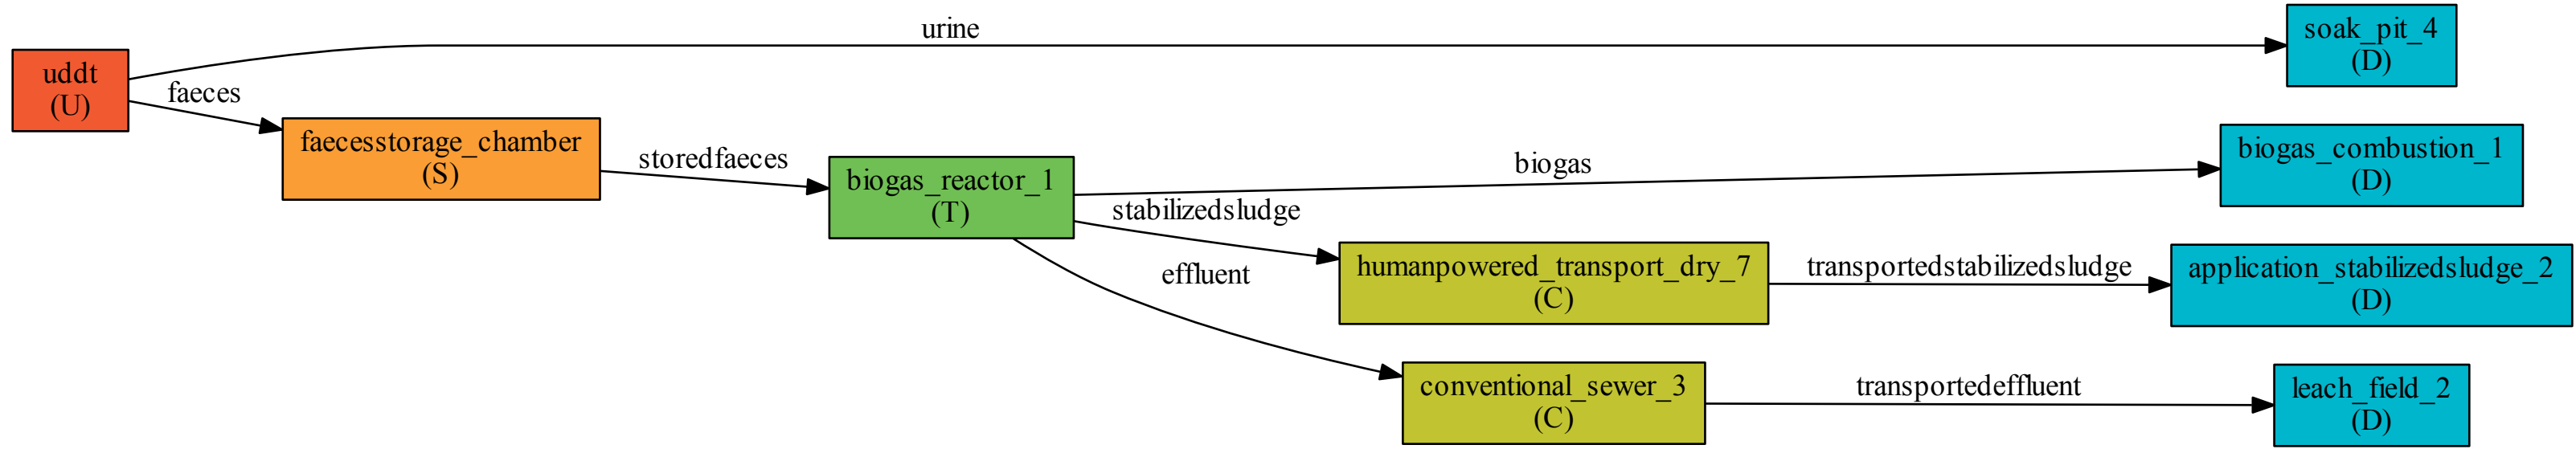 uddt
(U)
urine
faeces
faecesstorage_chamber
(S)
storedfaeces
biogas_reactor_1
(T)
biogas
stabilizedsludge
effluent
humanpowered_transport_dry_7
(C)
transportedstabilizedsludge
conventional_sewer_3
(C)
transportedeffluent
soak_pit_4
(D)
biogas_combustion_1
(D)
application_stabilizedsludge_2
(D)
leach_field_2
(D)